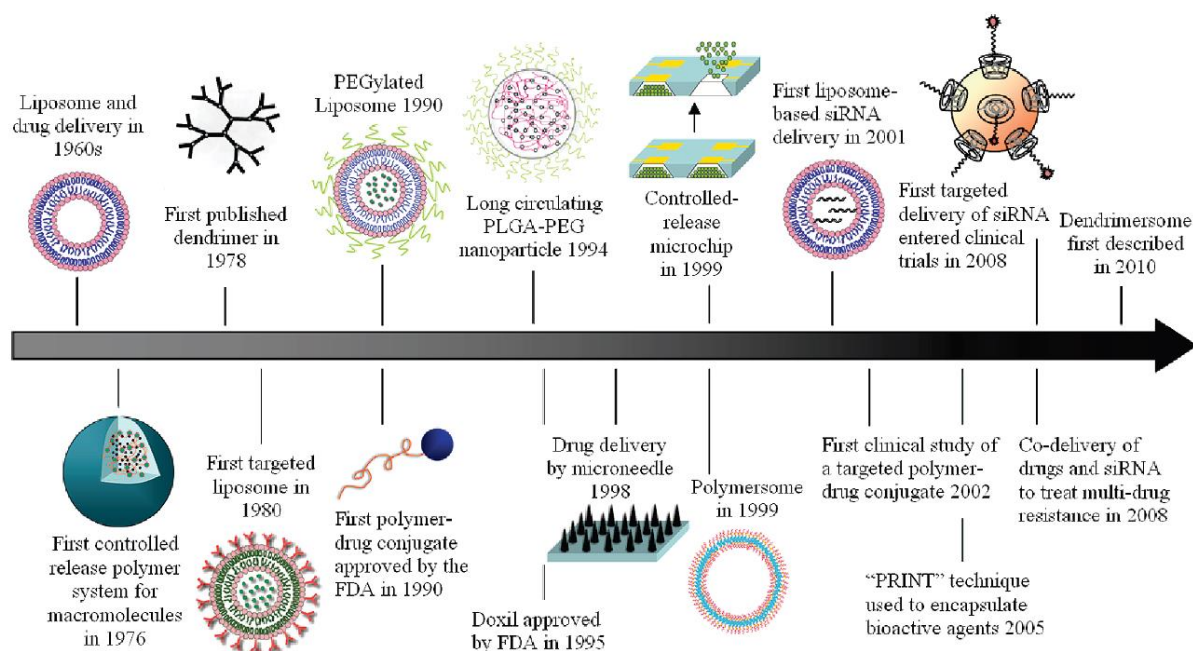 Liposome and
drug delivery in
1960s
First published
dendrimer in
1978
PEGylated
Liposome 1990
Long circulating
PLGA-PEG
nanoparticle 1994
Controlled-
release
microchip
in 1999
First liposome-
based siRNA
delivery in 2001
First targeted
delivery of siRNA
entered clinical
trials in 2008
Dendrimersome
first described
in 2010
First controlled
release polymer
system for
macromolecules
in 1976
First targeted
liposome in
1980
First polymer-
drug conjugate
approved by the
FDA in 1990
Doxil approved
by FDA in 1995
Drug delivery
by microneedle
1998
Polymersome
in 1999
First clinical study of
a targeted polymer-
drug conjugate 2002
“PRINT” technique
used to encapsulate
bioactive agents 2005
Co-delivery of
drugs and siRNA
to treat multi-drug
resistance in 2008